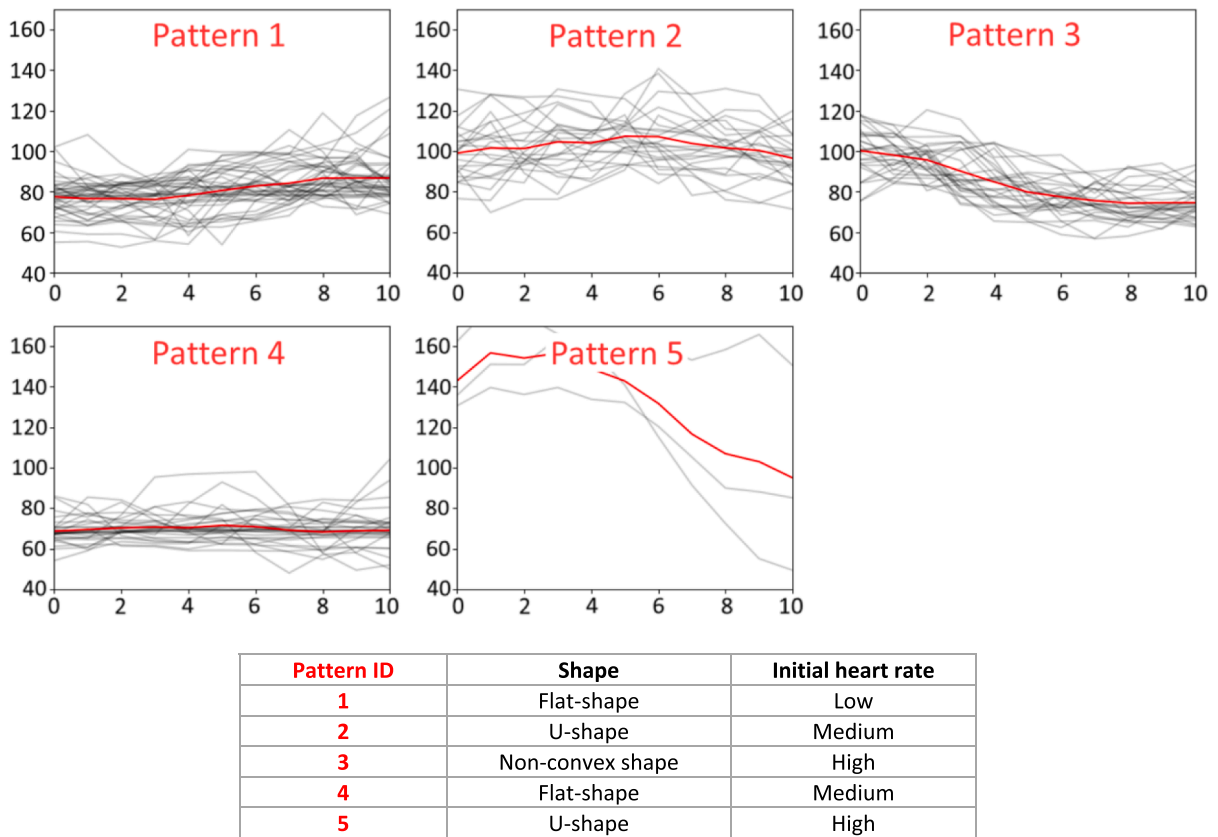 Pattern 1
160
140
120
100
80
60
40
0 2 4 6 8 10
Pattern 2
160
140
120
100
80
60
40
0 2 4 6 8 10
Pattern 3
160
140
120
100
80
60
40
0 2 4 6 8 10
Pattern 4
160
140
120
100
80
60
40
0 2 4 6 8 10
Pattern 5
160
140
120
100
80
60
40
0 2 4 6 8 10
Pattern ID Shape Initial heart rate
1 Flat-shape Low
2 U-shape Medium
3 Non-convex shape High
4 Flat-shape Medium
5 U-shape High